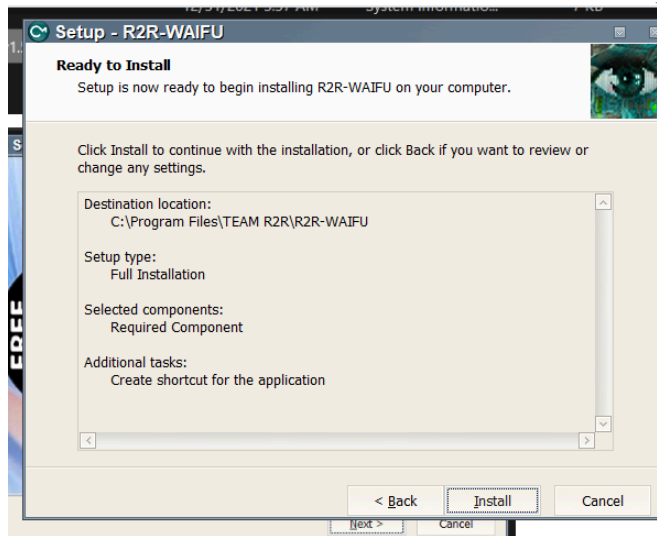 Setup - R2R-WAIFU
Ready to Install
Setup is now ready to begin installing R2R-WAIFU on your computer.
Click Install to continue with the installation, or click Back if you want to review or
change any settings.
Destination location:
C:\Program Files\TEAM R2R\R2R-WAIFU
Setup type:
Full Installation
Selected components:
Required Component
Additional tasks:
Create shortcut for the application
< Back
Install
Cancel
FREE
Next >
Cancel